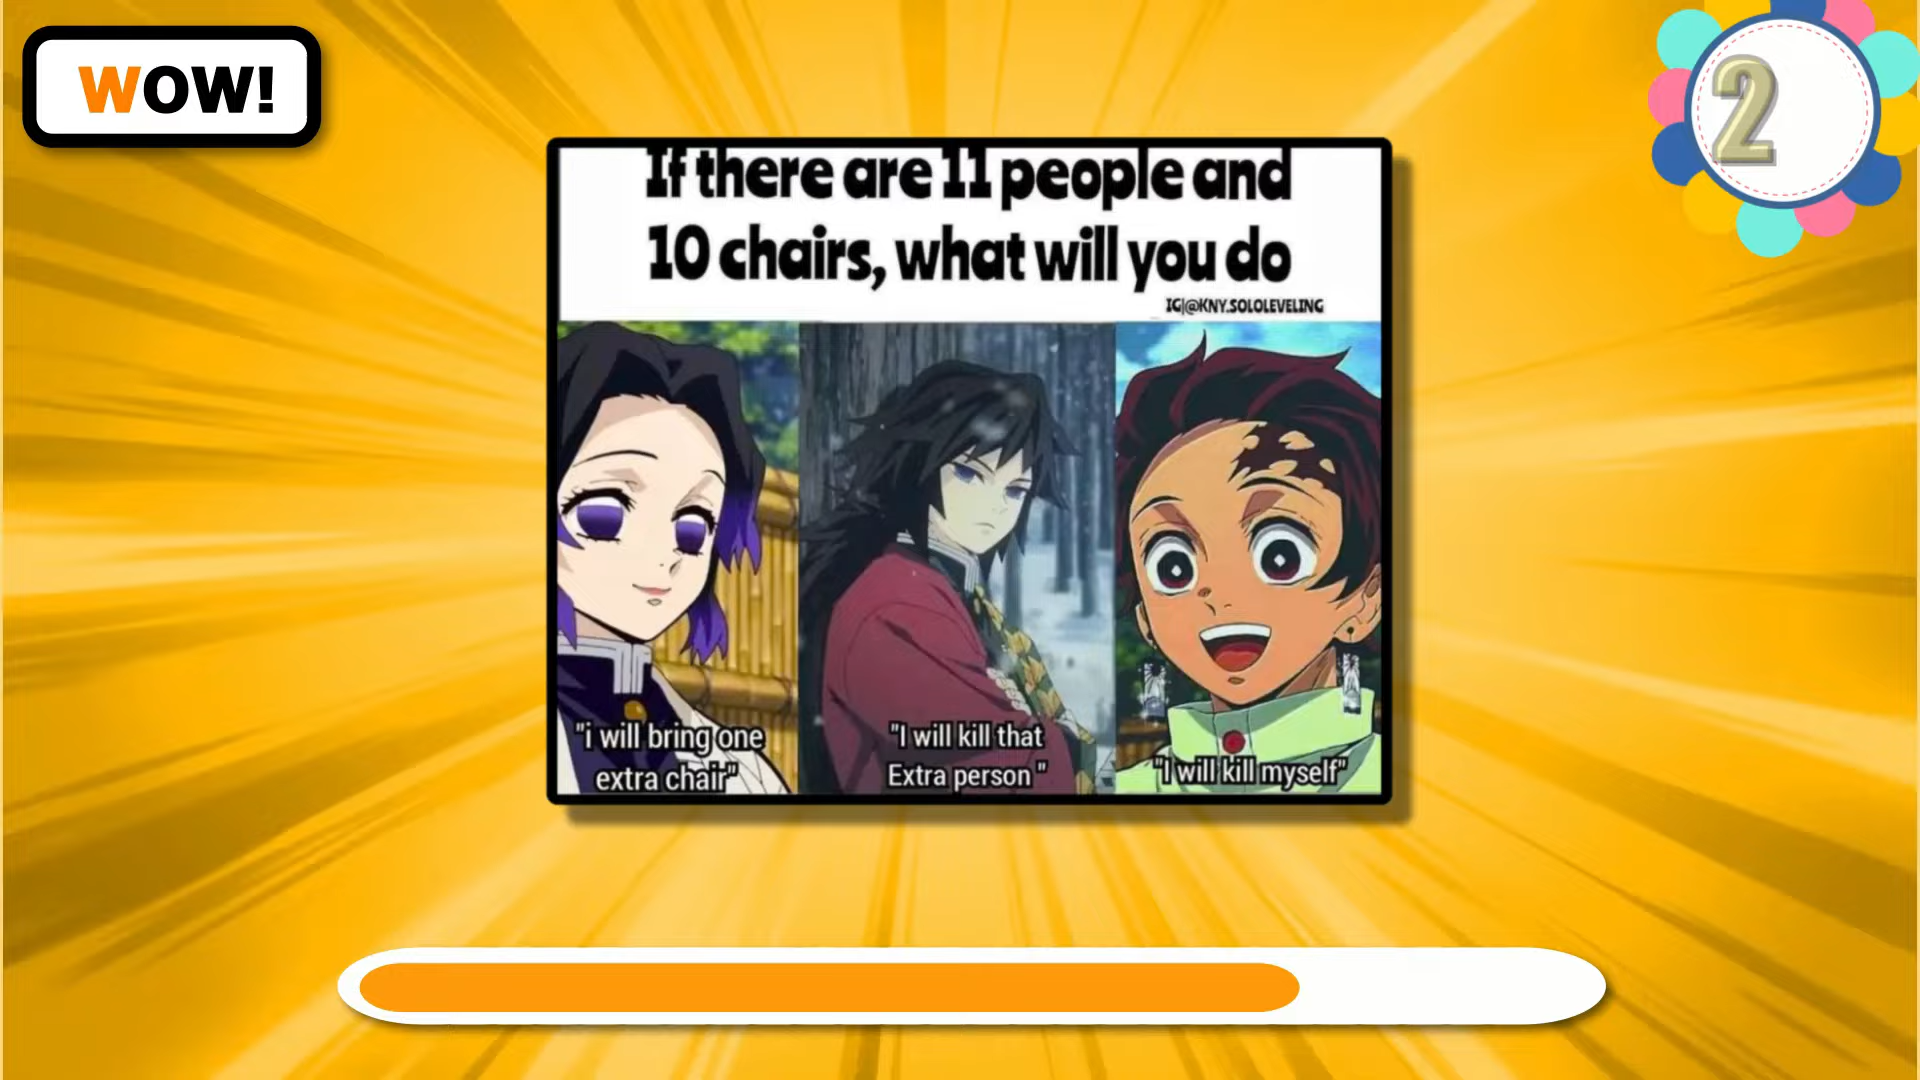 WOW!
2
If there are 11 people and
10 chairs, what will you do
IG|@KNY.SOLOLEVELING
"i will bring one
extra chair"
"I will kill that
Extra person "
"I will kill myself"